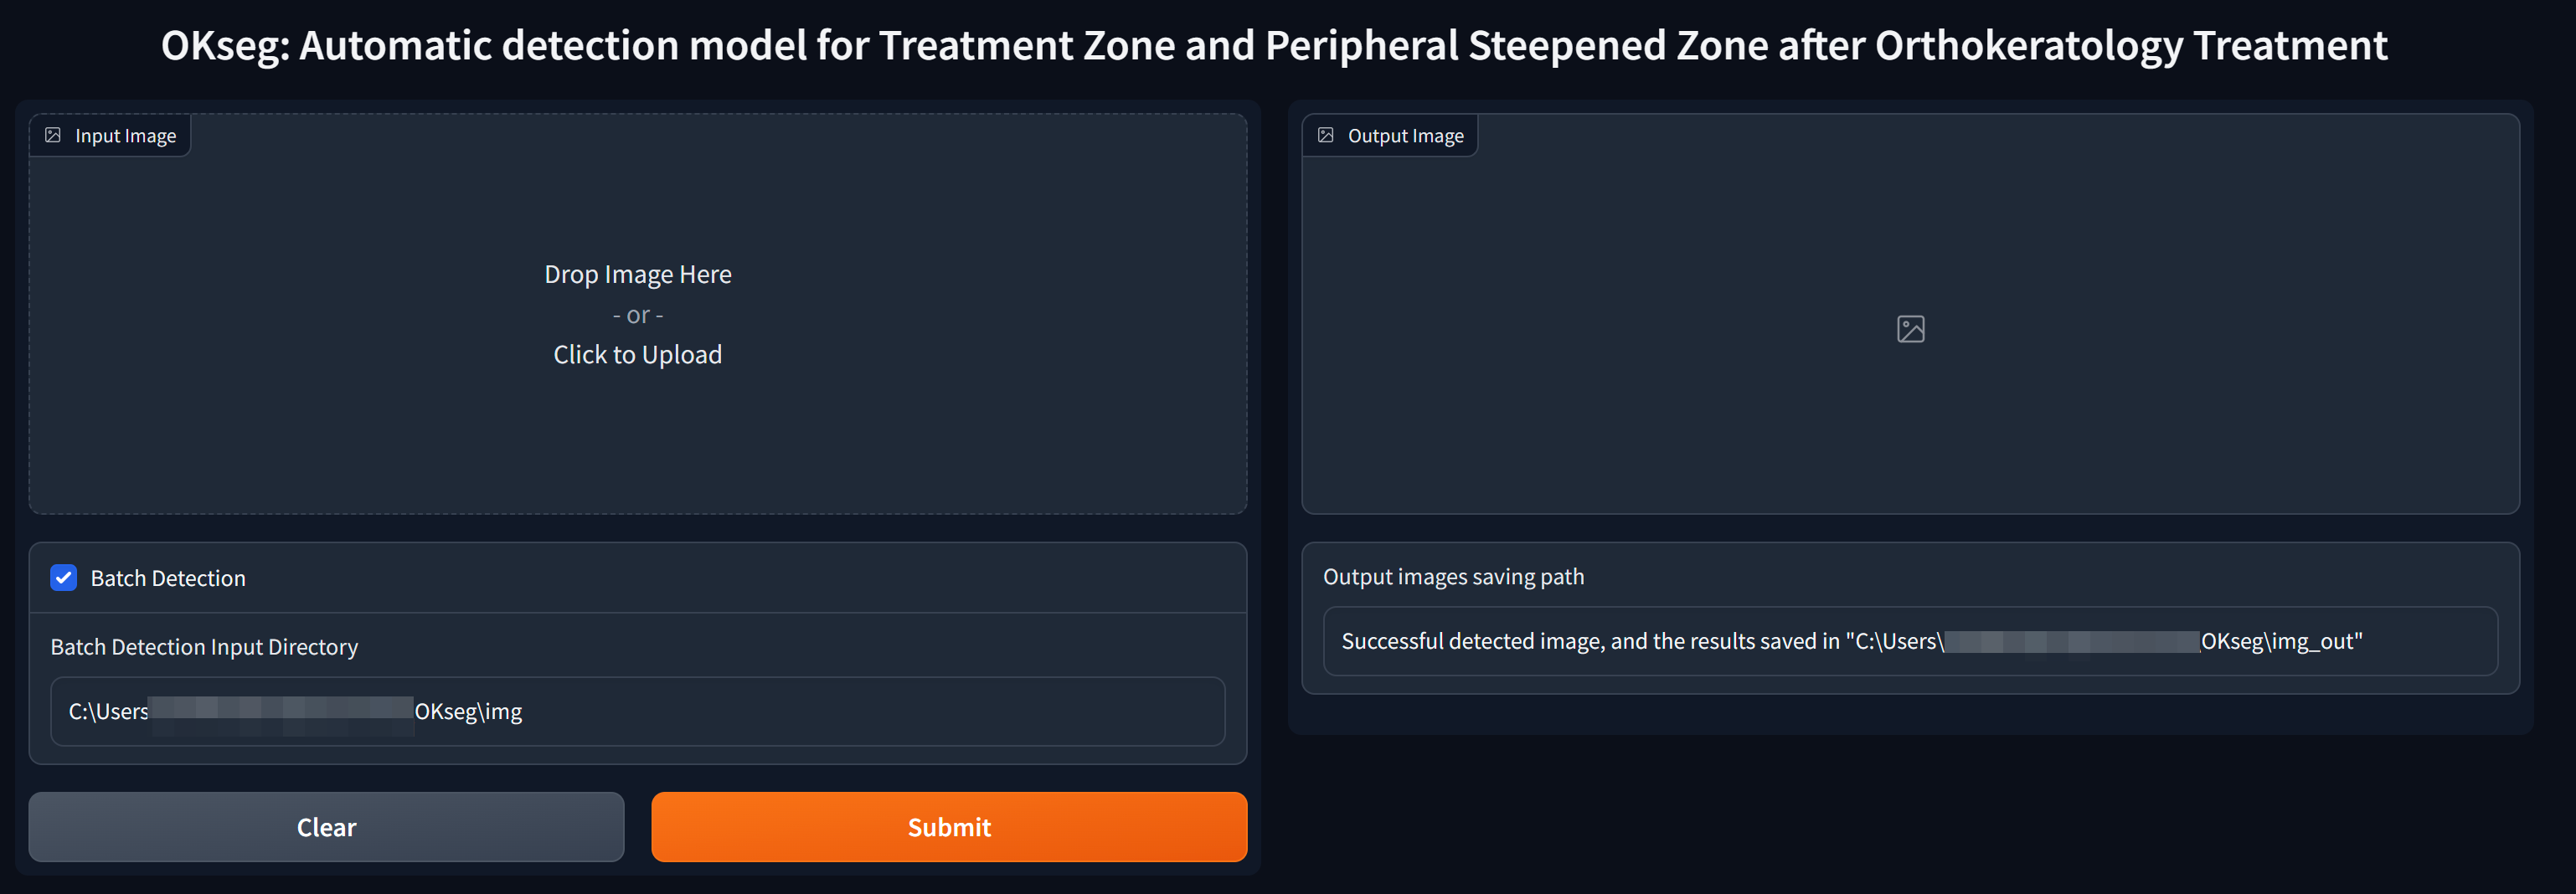 OKseg: Automatic detection model for Treatment Zone and Peripheral Steepened Zone after Orthokeratology Treatment
Input Image
Drop Image Here
- or -
Click to Upload
Batch Detection
Batch Detection Input Directory
C:\Users OKseg\img
Clear
Submit
Output Image
Output images saving path
Successful detected image, and the results saved in "C:\Users\ OKseg\img_out"